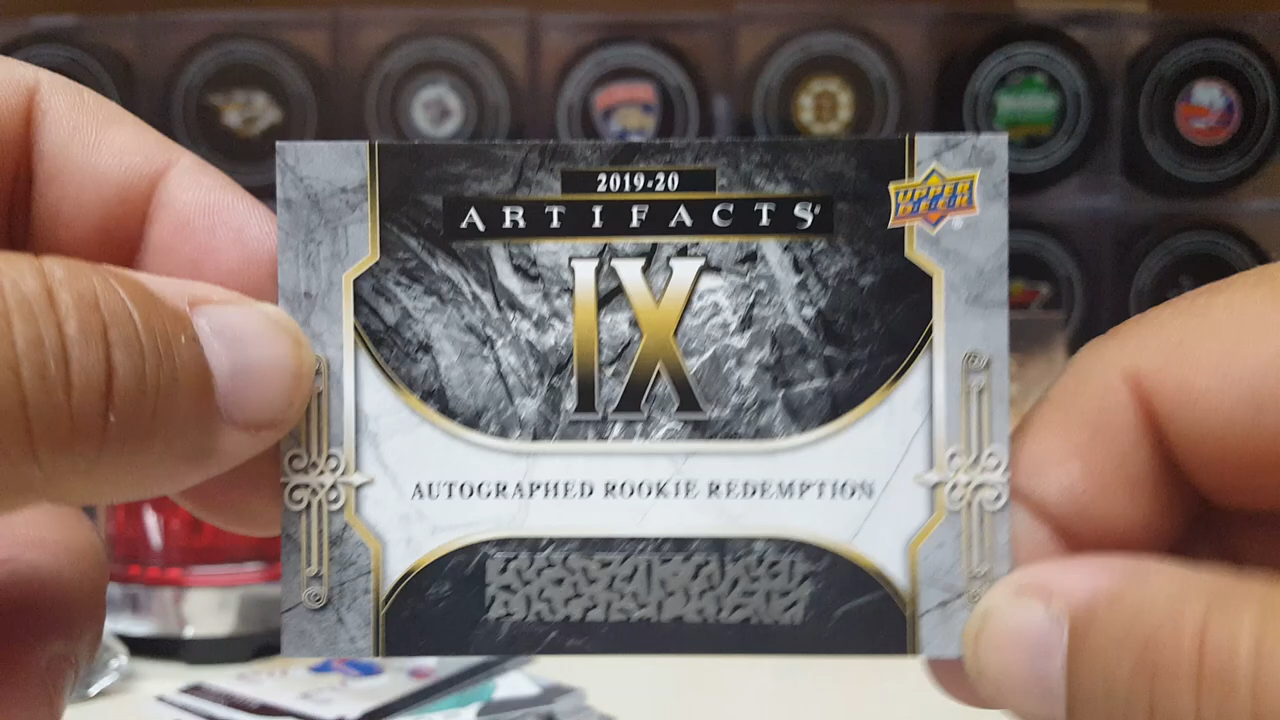 2019-20
ARTIFACTS
UPPER
DECK
IX
AUTOGRAPHED ROOKIE REDEMPTION